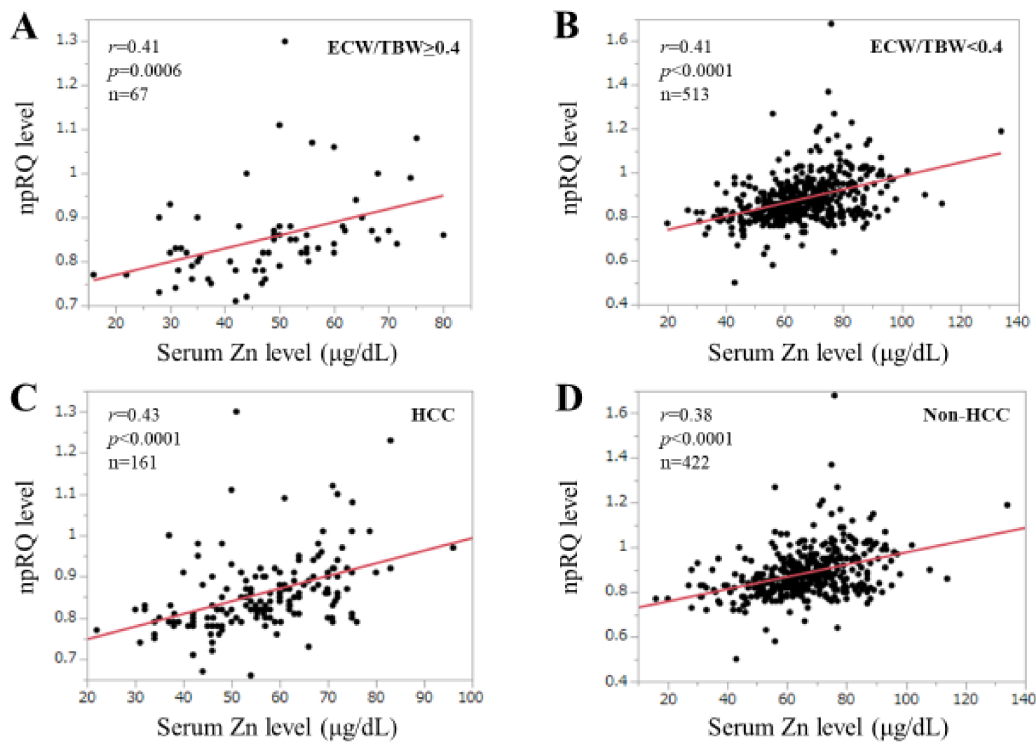 A
ECW/TBW≥0.4
r=0.41
p=0.0006
n=67
npRQ level
1.3
1.2
1.1
1
0.9
0.8
0.7
20 30 40 50 60 70 80
Serum Zn level (μg/dL)
B
ECW/TBW<0.4
r=0.41
p<0.0001
n=513
npRQ level
1.6
1.4
1.2
1
0.8
0.6
0.4
20 40 60 80 100 120 140
Serum Zn level (μg/dL)
C
HCC
r=0.43
p<0.0001
n=161
npRQ level
1.3
1.2
1.1
1
0.9
0.8
0.7
20 30 40 50 60 70 80 90 100
Serum Zn level (μg/dL)
D
Non-HCC
r=0.38
p<0.0001
n=422
npRQ level
1.6
1.4
1.2
1
0.8
0.6
0.4
20 40 60 80 100 120 140
Serum Zn level (μg/dL)